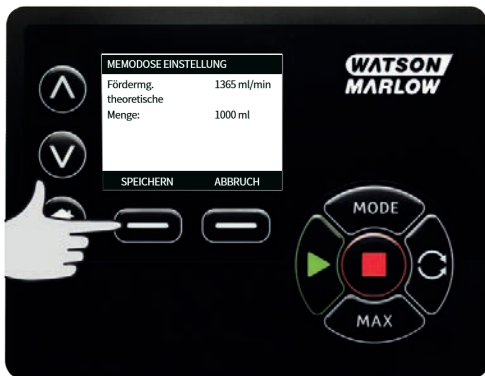 MEMODOSE EINSTELLUNG
Fördermg. 1365 ml/min
theoretische
Menge: 1000 ml
SPEICHERN ABBRUCH
WATSON
MARLOW
MODE
MAX